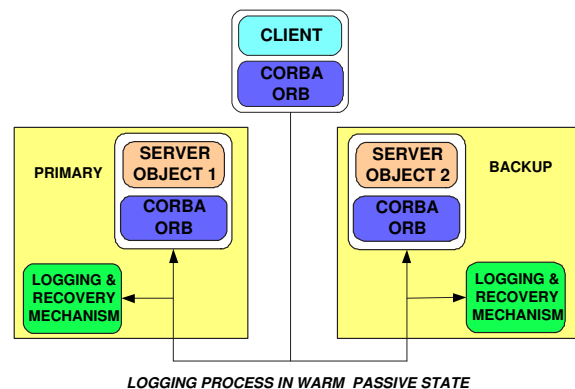 CLIENT
CORBA
ORB
PRIMARY
SERVER
OBJECT 1
CORBA
ORB
LOGGING &
RECOVERY
MECHANISM
SERVER
OBJECT 2
BACKUP
CORBA
ORB
LOGGING &
RECOVERY
MECHANISM
LOGGING PROCESS IN WARM PASSIVE STATE